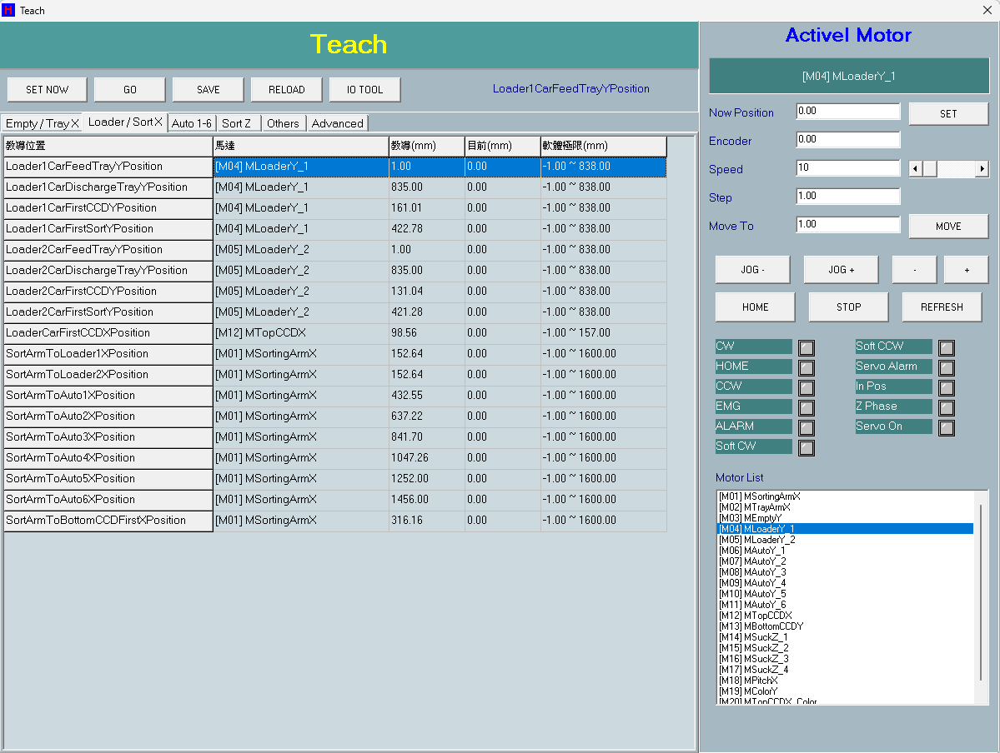 Teach
Teach
SET NOW GO SAVE RELOAD IO TOOL Loader1CarFeedTrayYPosition
Empty / Tray X Loader / Sort X Auto 1-6 Sort Z Others Advanced
教導位置 馬達 教導(mm) 目前(mm) 軟體極限(mm)
Loader1CarFeedTrayYPosition [M04] MLoaderY_1 1.00 0.00 -1.00 ~ 838.00
Loader1CarDischargeTrayYPosition [M04] MLoaderY_1 835.00 0.00 -1.00 ~ 838.00
Loader1CarFirstCCDYPosition [M04] MLoaderY_1 161.01 0.00 -1.00 ~ 838.00
Loader1CarFirstSortYPosition [M04] MLoaderY_1 422.78 0.00 -1.00 ~ 838.00
Loader2CarFeedTrayYPosition [M05] MLoaderY_2 1.00 0.00 -1.00 ~ 838.00
Loader2CarDischargeTrayYPosition [M05] MLoaderY_2 835.00 0.00 -1.00 ~ 838.00
Loader2CarFirstCCDYPosition [M05] MLoaderY_2 131.04 0.00 -1.00 ~ 838.00
Loader2CarFirstSortYPosition [M05] MLoaderY_2 421.28 0.00 -1.00 ~ 838.00
LoaderCarFirstCCDXPosition [M12] MTopCCDX 98.56 0.00 -1.00 ~ 157.00
SortArmToLoader1XPosition [M01] MSortingArmX 152.64 0.00 -1.00 ~ 1600.00
SortArmToLoader2XPosition [M01] MSortingArmX 152.64 0.00 -1.00 ~ 1600.00
SortArmToAuto1XPosition [M01] MSortingArmX 432.55 0.00 -1.00 ~ 1600.00
SortArmToAuto2XPosition [M01] MSortingArmX 637.22 0.00 -1.00 ~ 1600.00
SortArmToAuto3XPosition [M01] MSortingArmX 841.70 0.00 -1.00 ~ 1600.00
SortArmToAuto4XPosition [M01] MSortingArmX 1047.26 0.00 -1.00 ~ 1600.00
SortArmToAuto5XPosition [M01] MSortingArmX 1252.00 0.00 -1.00 ~ 1600.00
SortArmToAuto6XPosition [M01] MSortingArmX 1456.00 0.00 -1.00 ~ 1600.00
SortArmToBottomCCDFirstXPosition [M01] MSortingArmX 316.16 0.00 -1.00 ~ 1600.00
Activel Motor
[M04] MLoaderY_1
Now Position 0.00 SET
Encoder 0.00
Speed 10
Step 1.00
Move To 1.00 MOVE
JOG - JOG + - +
HOME STOP REFRESH
CW Soft CCW
HOME Servo Alarm
CCW In Pos
EMG Z Phase
ALARM Servo On
Soft CW
Motor List
[M01] MSortingArmX
[M02] MTrayArmX
[M03] MEmptyY
[M04] MLoaderY_1
[M05] MLoaderY_2
[M06] MAutoY_1
[M07] MAutoY_2
[M08] MAutoY_3
[M09] MAutoY_4
[M10] MAutoY_5
[M11] MAutoY_6
[M12] MTopCCDX
[M13] MBottomCCDY
[M14] MSuckZ_1
[M15] MSuckZ_2
[M16] MSuckZ_3
[M17] MSuckZ_4
[M18] MPitchX
[M19] MColorY
[M20] MTopCCDX_Color